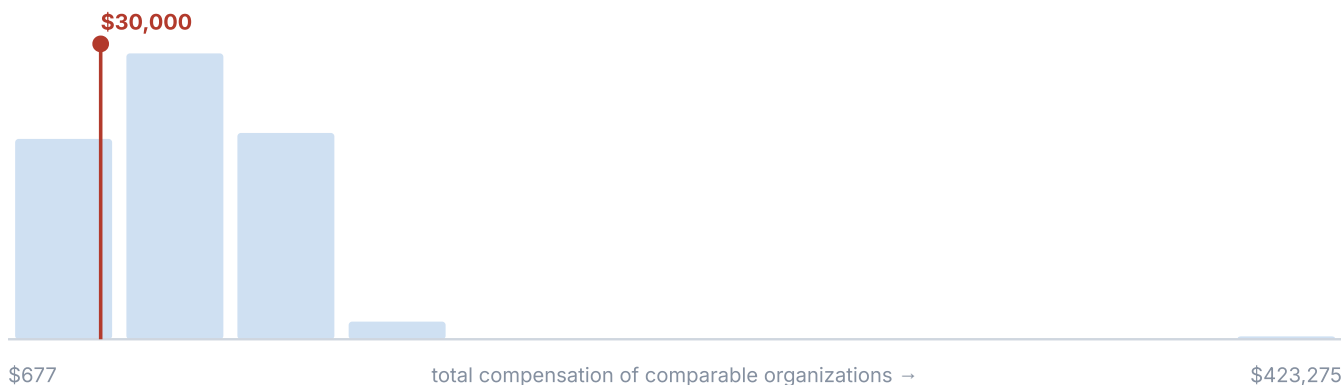 $30,000
$677 total compensation of comparable organizations → $423,275